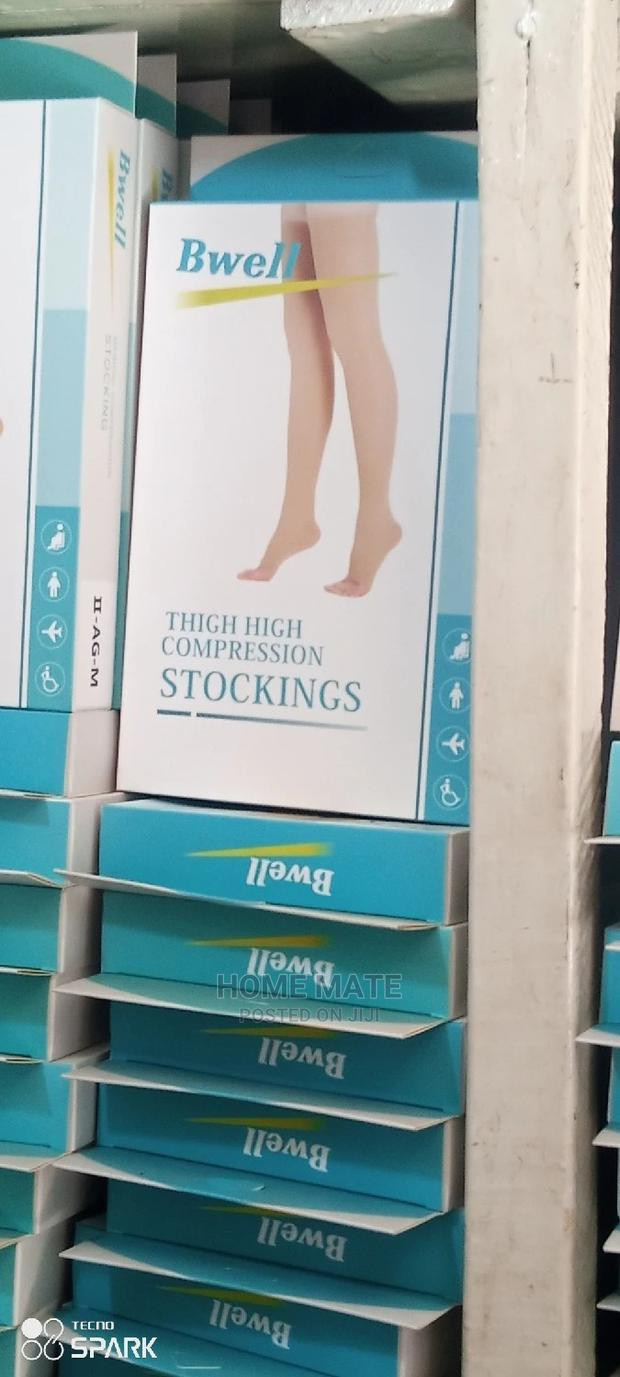 Bwell
STOCKING
II-AG-M
Bwell
THIGH HIGH
COMPRESSION
STOCKINGS
Bwell
Bwell
HOME MATE
POSTED ON JIJI
Bwell
Bwell
Bwell
Bwell
TECNO
SPARK